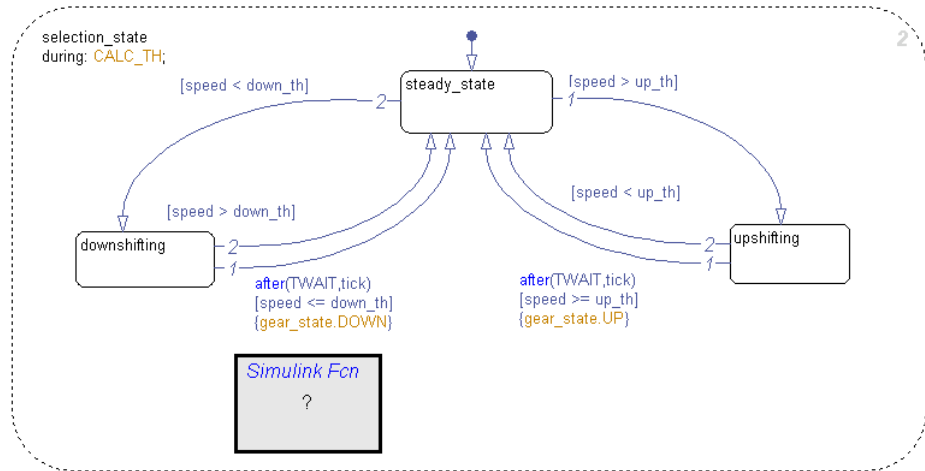 selection_state
during: CALC_TH;
2
[speed < down_th]
2
steady_state
1
[speed > up_th]
[speed > down_th]
[speed < up_th]
downshifting
2
1
2
1
upshifting
after(TWAIT,tick)
[speed <= down_th]
{gear_state.DOWN}
after(TWAIT,tick)
[speed >= up_th]
{gear_state.UP}
Simulink Fcn
?